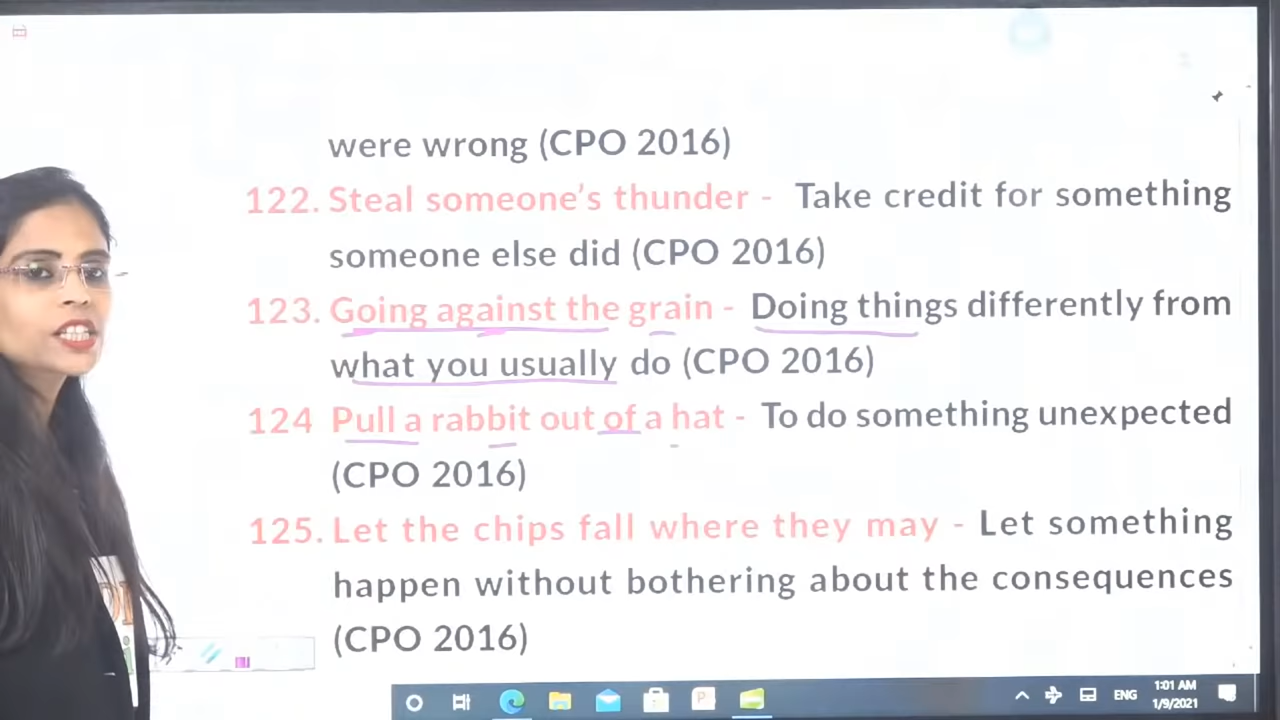 were wrong (CPO 2016)
122. Steal someone's thunder - Take credit for something
someone else did (CPO 2016)
123. Going against the grain - Doing things differently from
what you usually do (CPO 2016)
124 Pull a rabbit out of a hat - To do something unexpected
(CPO 2016)
125. Let the chips fall where they may - Let something
happen without bothering about the consequences
(CPO 2016)
ENG
1:01 AM
1/9/2021